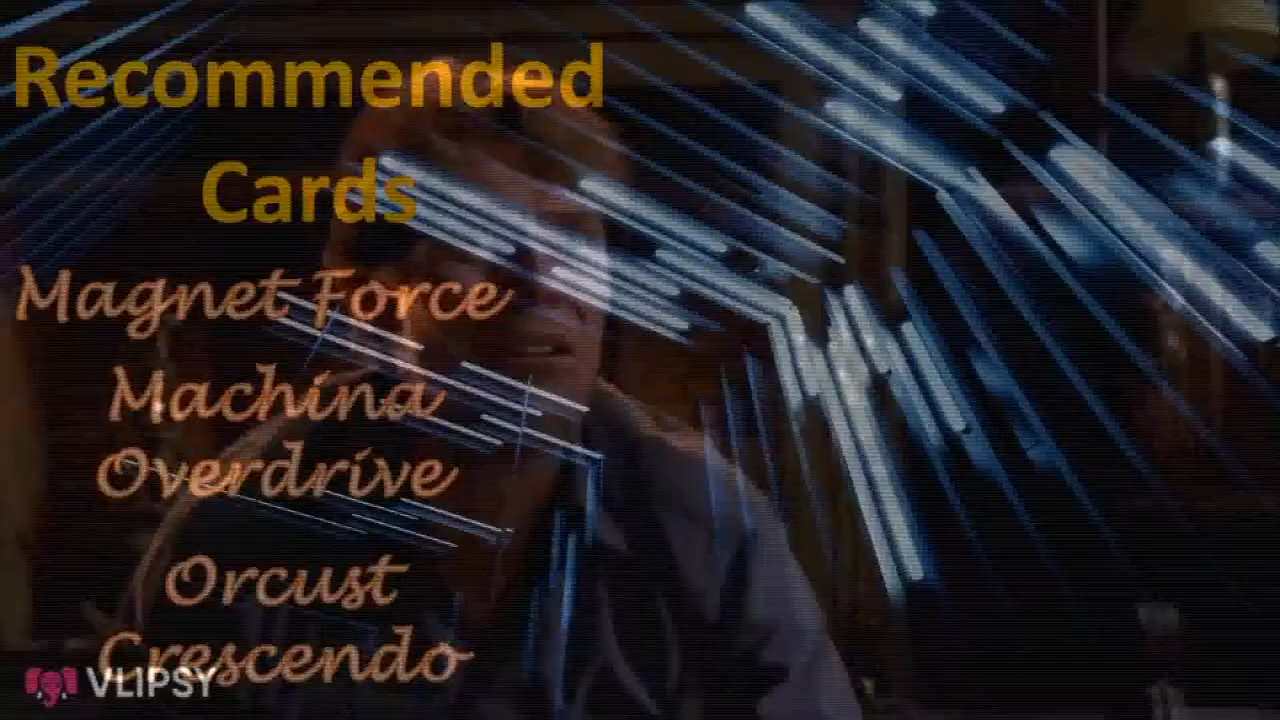 Recommended
Cards
Magnet Force
Machina
Overdrive
Orcust
Crescendo
VLIPSY